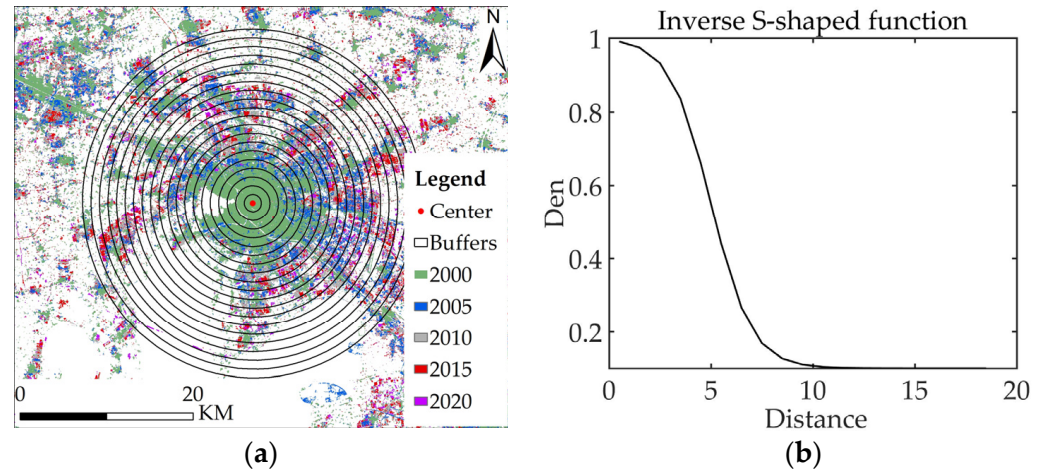 N
Legend
Center
Buffers
2000
2005
2010
2015
2020
0 20
KM
(a)
Inverse S-shaped function
1
0.8
0.6
0.4
0.2
Den
0 5 10 15 20
Distance
(b)